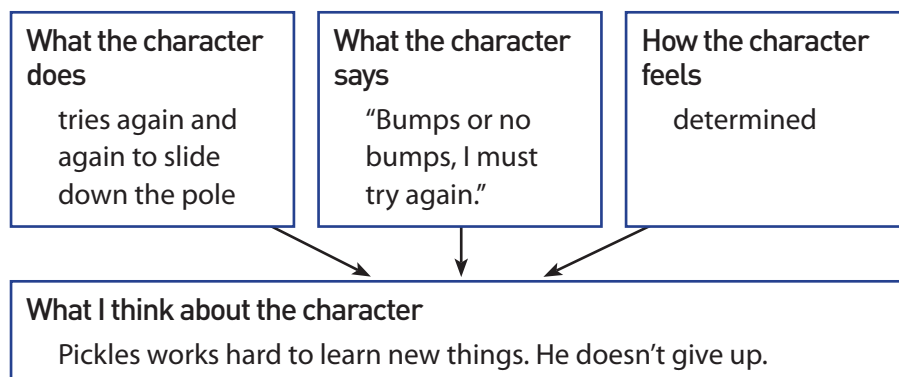 What the character
does
tries again and
again to slide
down the pole
What the character
says
“Bumps or no
bumps, I must
try again.”
How the character
feels
determined
What I think about the character
Pickles works hard to learn new things. He doesn’t give up.